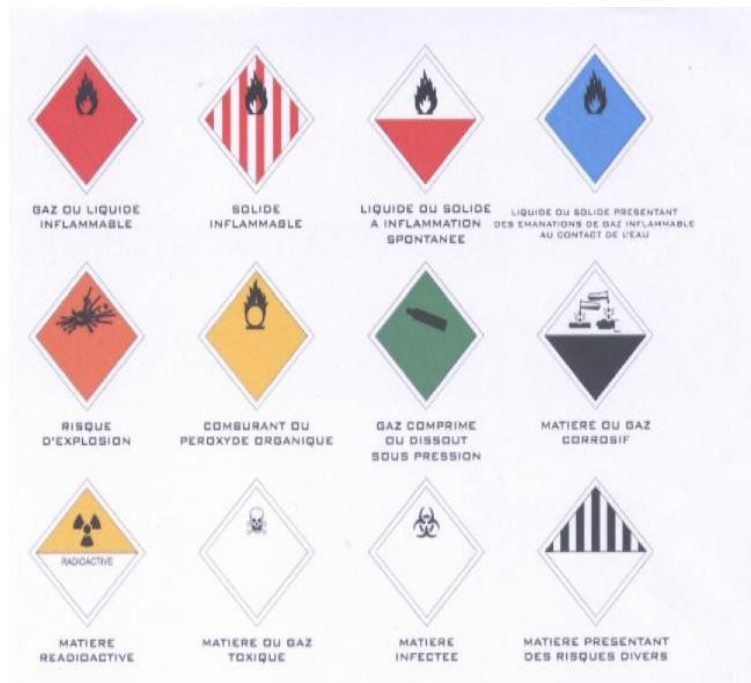 GAZ OU LIQUIDE
INFLAMMABLE
SOLIDE
INFLAMMABLE
LIQUIDE OU SOLIDE
A INFLAMMATION
SPONTANEE
LIQUIDE OU SOLIDE PRESENTANT
DES EMANATIONS DE GAZ INFLAMMABLE
AU CONTACT DE L'EAU
RISQUE
D'EXPLOSION
COMBURANT OU
PEROXYDE ORGANIQUE
GAZ COMPRIME
OU DISSOUT
SOUS PRESSION
MATIERE OU GAZ
CORROSIF
RADIOACTIVE
MATIERE
READIOACTIVE
MATIERE OU GAZ
TOXIQUE
MATIERE
INFECTEE
MATIERE PRESENTANT
DES RISQUES DIVERS